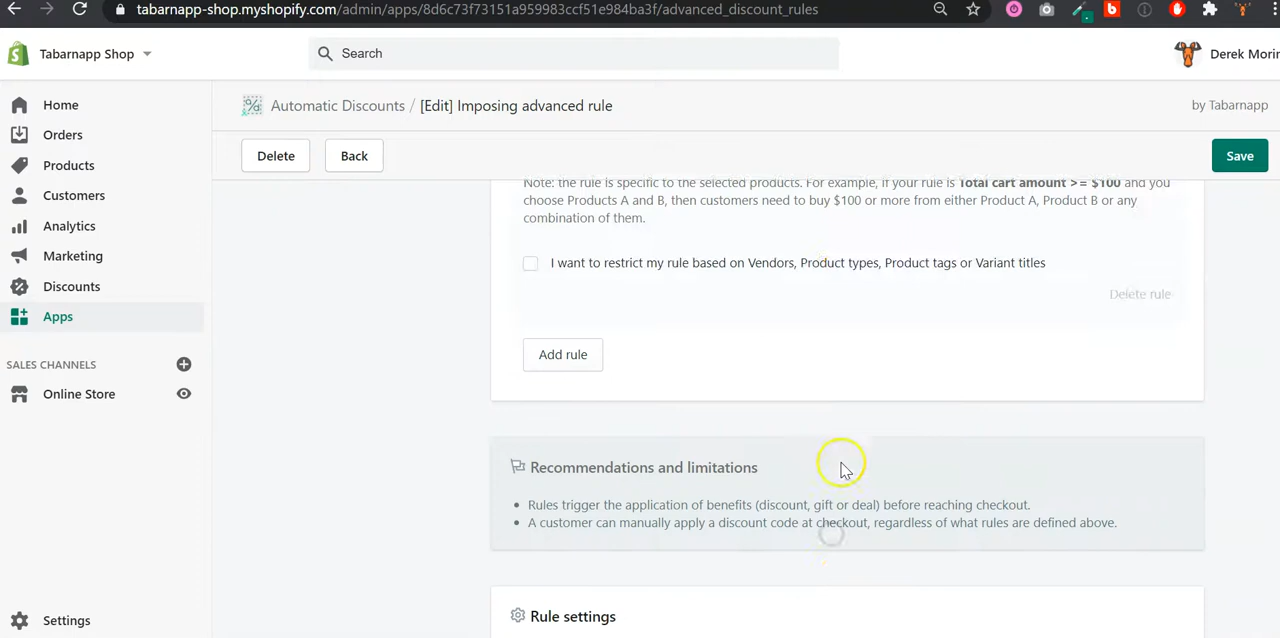 tabarnapp-shop.myshopify.com/admin/apps/8d6c73f73151a959983ccf51e984ba3f/advanced_discount_rules
Tabarnapp Shop
Search
Derek Morin
Automatic Discounts / [Edit] Imposing advanced rule
by Tabarnapp
Delete
Back
Save
Home
Orders
Products
Customers
Analytics
Marketing
Discounts
Apps
SALES CHANNELS
Online Store
Settings
Note: the rule is specific to the selected products. For example, if your rule is Total cart amount >= $100 and you
choose Products A and B, then customers need to buy $100 or more from either Product A, Product B or any
combination of them.
I want to restrict my rule based on Vendors, Product types, Product tags or Variant titles
Delete rule
Add rule
Recommendations and limitations
• Rules trigger the application of benefits (discount, gift or deal) before reaching checkout.
• A customer can manually apply a discount code at checkout, regardless of what rules are defined above.
Rule settings